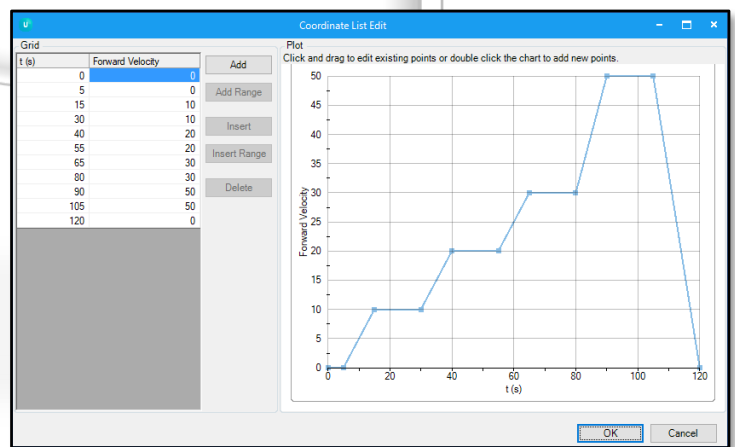 Coordinate List Edit
Grid
t (s) Forward Velocity
0 0
5 0
15 10
30 10
40 20
55 20
65 30
80 30
90 50
105 50
120 0
Add
Add Range
Insert
Insert Range
Delete
Plot
Click and drag to edit existing points or double click the chart to add new points.
Forward Velocity
50
45
40
35
30
25
20
15
10
5
0
0 20 40 60 80 100 120
t (s)
OK Cancel